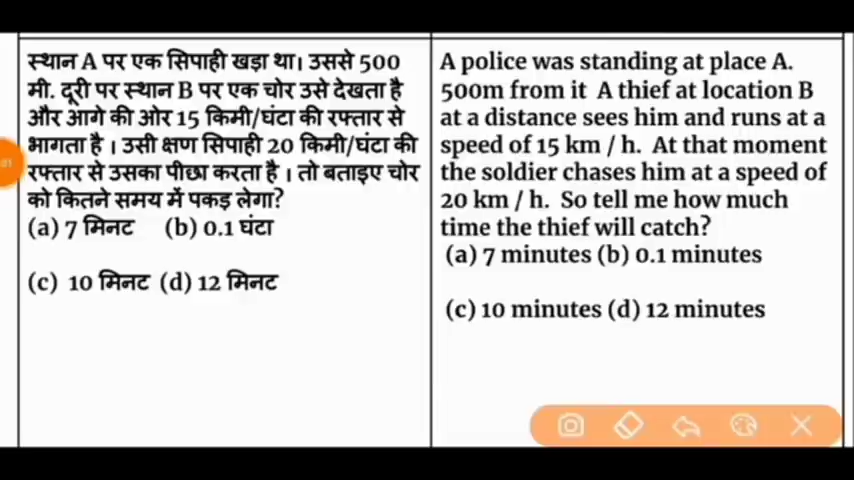 स्थान A पर एक सिपाही खड़ा था। उससे 500
मी. दूरी पर स्थान B पर एक चोर उसे देखता है
और आगे की ओर 15 किमी/घंटा की रफ्तार से
भागता है । उसी क्षण सिपाही 20 किमी/घंटा की
रफ्तार से उसका पीछा करता है । तो बताइए चोर
को कितने समय में पकड़ लेगा?
(a) 7 मिनट (b) 0.1 घंटा
(c) 10 मिनट (d) 12 मिनट
A police was standing at place A.
500m from it A thief at location B
at a distance sees him and runs at a
speed of 15 km / h. At that moment
the soldier chases him at a speed of
20 km / h. So tell me how much
time the thief will catch?
(a) 7 minutes (b) 0.1 minutes
(c) 10 minutes (d) 12 minutes